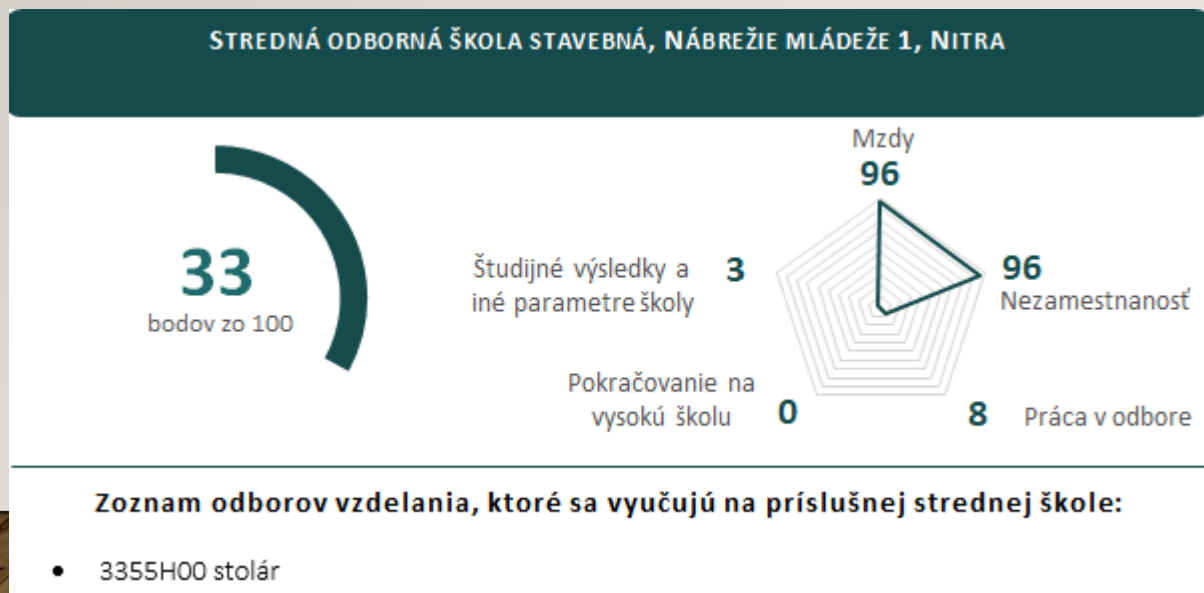 STREDNÁ ODBORNÁ ŠKOLA STAVEBNÁ, NÁBREŽIE MLÁDEŽE 1, NITRA
33
bodov zo 100
Mzdy
96
Študijné výsledky a
iné parametre školy
3
96
Nezamestnanosť
Pokračovanie na
vysokú školu
0
8
Práca v odbore
Zoznam odborov vzdelania, ktoré sa vyučujú na príslušnej strednej škole:
• 3355H00 stolár